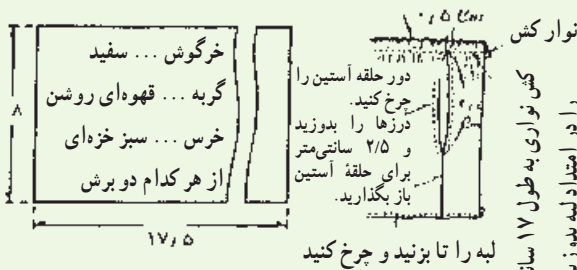 خرگوش ... سفید
گربه ... قهوه‌ای روشن
خرس ... سبز خزه‌ای
از هر کدام دو برش
۸
۱۷٫۵
۰٫۵ cm
نوار کش
دور حلقه آستین را
چرخ کنید.
درزها را بدوزید
و ۲/۵ سانتی‌متر
برای حلقهٔ آستین
باز بگذارید.
لبه را تا بزنید و چرخ کنید
کش نواری به طول ۱۷
را در امتداد لبه